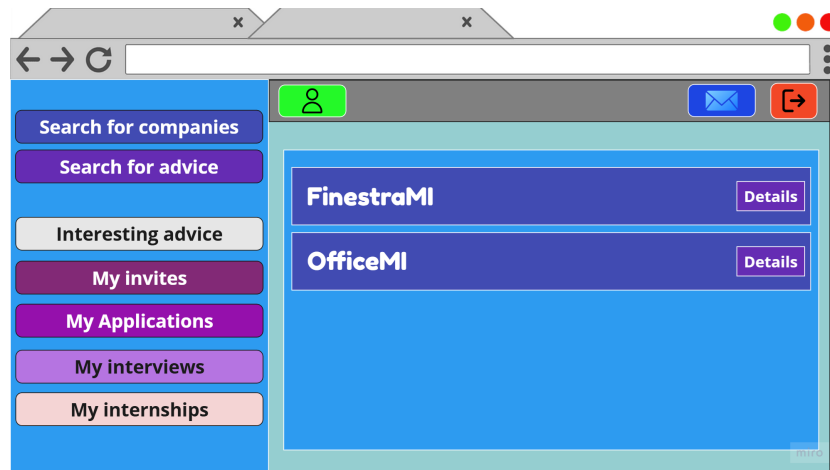 Search for companies
Search for advice
Interesting advice
My invites
My Applications
My interviews
My internships
FinestraMI
Details
OfficeMI
Details
miro